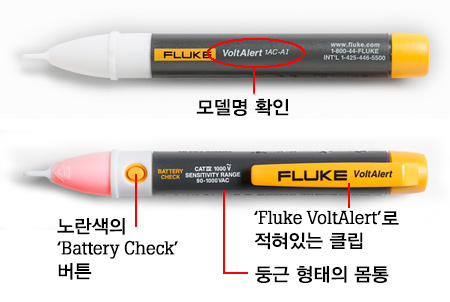 FLUKE VoltAlert 1AC-A1
www.fluke.com
1-800-44-FLUKE
INT'L 1-425-446-5500
모델명 확인
BATTERY
CHECK
CAT Ⅳ 1000 V
SENSITIVITY RANGE
90-1000 VAC
FLUKE VoltAlert
노란색의
‘Battery Check’
버튼
‘Fluke VoltAlert’로
적혀있는 클립
둥근 형태의 몸통